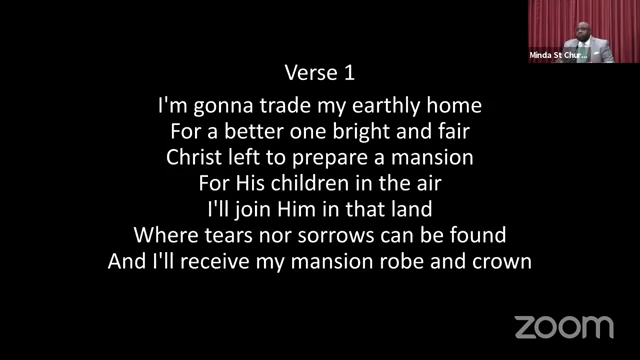 Minda St Chur...
Verse 1
I'm gonna trade my earthly home
For a better one bright and fair
Christ left to prepare a mansion
For His children in the air
I'll join Him in that land
Where tears nor sorrows can be found
And I'll receive my mansion robe and crown
zoom